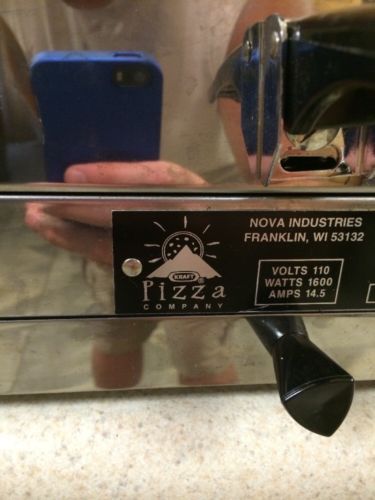 NOVA INDUSTRIES
FRANKLIN, WI 53132
KRAFT ®
Pizza
COMPANY
VOLTS 110
WATTS 1600
AMPS 14.5